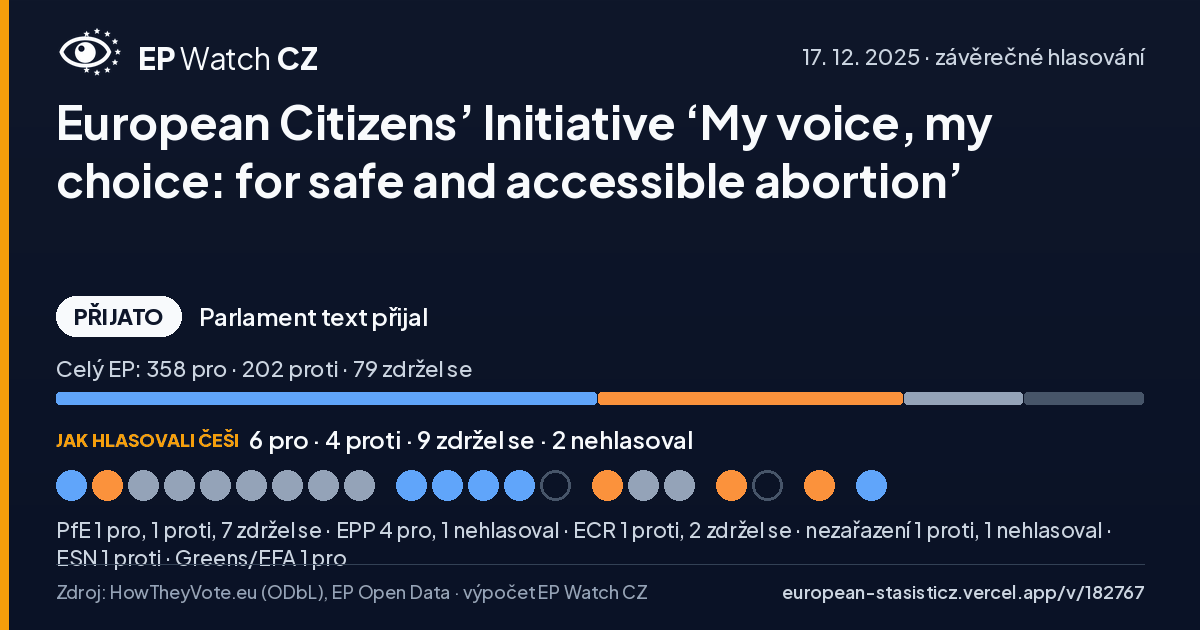 EP Watch CZ
17. 12. 2025 · závěrečné hlasování
European Citizens’ Initiative ‘My voice, my
choice: for safe and accessible abortion’
PŘIJATO Parlament text přijal
Celý EP: 358 pro · 202 proti · 79 zdržel se
JAK HLASOVALI ČEŠI 6 pro · 4 proti · 9 zdržel se · 2 nehlasoval
PfE 1 pro, 1 proti, 7 zdržel se · EPP 4 pro, 1 nehlasoval · ECR 1 proti, 2 zdržel se · nezařazení 1 proti, 1 nehlasoval ·
ESN 1 proti · Greens/EFA 1 pro
Zdroj: HowTheyVote.eu (ODbL), EP Open Data · výpočet EP Watch CZ
european-stasisticz.vercel.app/v/182767